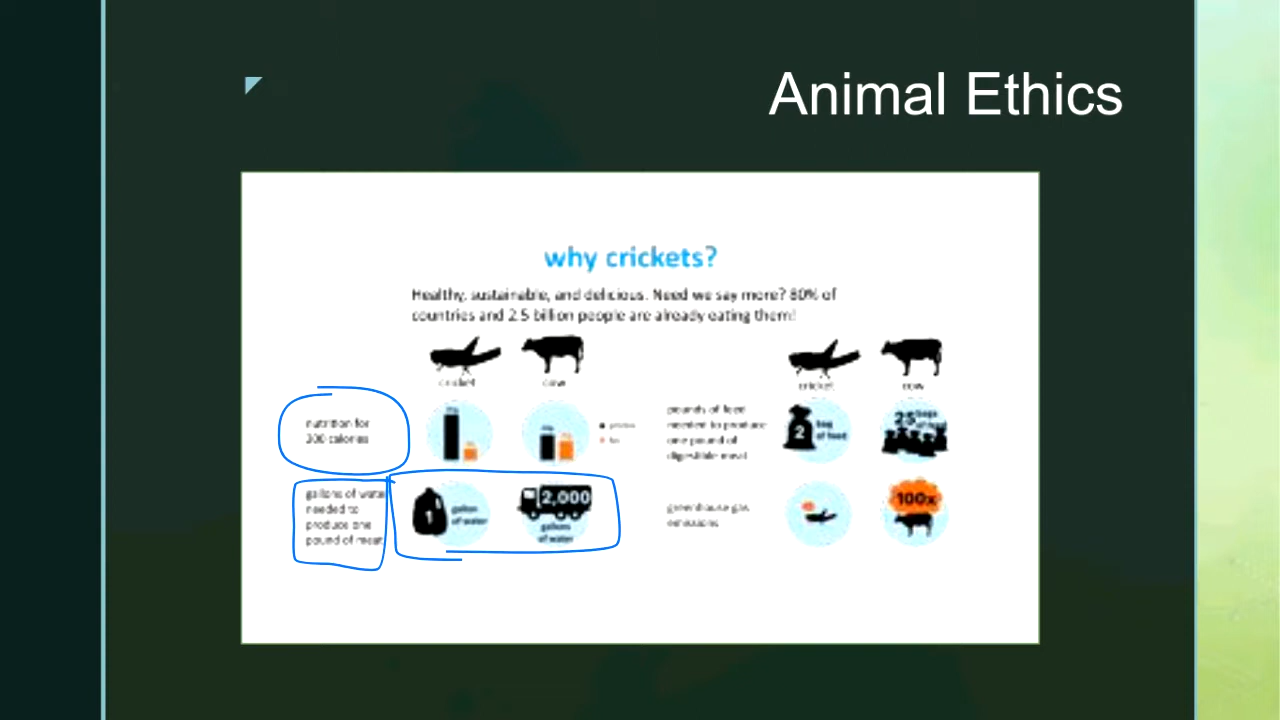 Animal Ethics
why crickets?
Healthy, sustainable, and delicious. Need we say more? 80% of
countries and 2.5 billion people are already eating them!
cricket
cow
cricket
cow
nutrition for
200 calories
pounds of feed
needed to produce
one pound of
digestible meat
2 bag
of feed
25 bags
of feed
gallons of water
needed to
produce one
pound of meat
1 gallon
of water
2,000
gallons
of water
greenhouse gas
emissions
100x